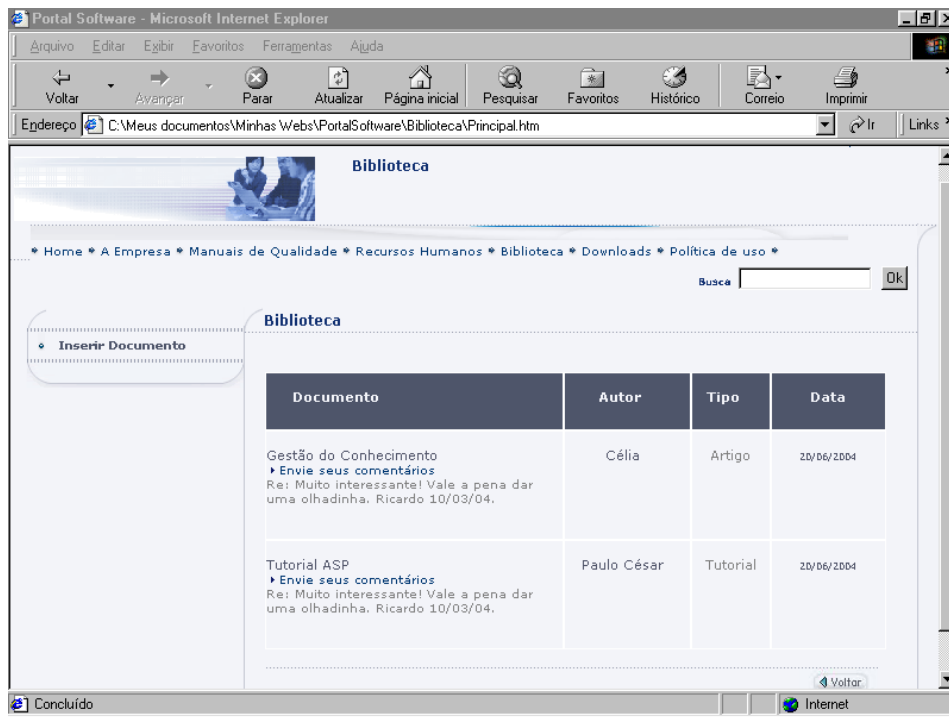 Portal Software - Microsoft Internet Explorer
Arquivo Editar Exibir Favoritos Ferramentas Ajuda
Voltar Avançar Parar Atualizar Página inicial Pesquisar Favoritos Histórico Correio Imprimir
Endereço C:\Meus documentos\Minhas Webs\PortalSoftware\Biblioteca\Principal.htm Ir Links
Biblioteca
Home * A Empresa * Manuais de Qualidade * Recursos Humanos * Biblioteca * Downloads * Política de uso *
Busca Ok
Biblioteca
Inserir Documento
Documento Autor Tipo Data
Gestão do Conhecimento Célia Artigo 20/06/2004
Envie seus comentários
Re: Muito interessante! Vale a pena dar
uma olhadinha. Ricardo 10/03/04.
Tutorial ASP Paulo César Tutorial 20/06/2004
Envie seus comentários
Re: Muito interessante! Vale a pena dar
uma olhadinha. Ricardo 10/03/04.
Voltar
Concluído Internet